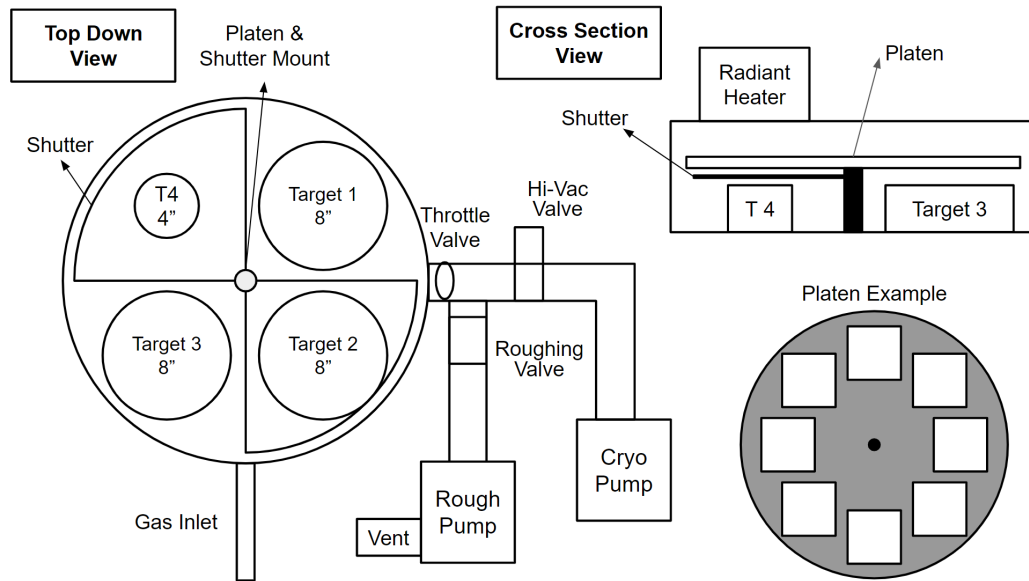 Top Down
View
Platen &
Shutter Mount
Cross Section
View
Radiant
Heater
Platen
Shutter
Shutter
T4
4”
Target 1
8”
Hi-Vac
Valve
Throttle
Valve
T 4
Target 3
Target 3
8”
Target 2
8”
Roughing
Valve
Platen Example
Cryo
Pump
Rough
Pump
Gas Inlet
Vent